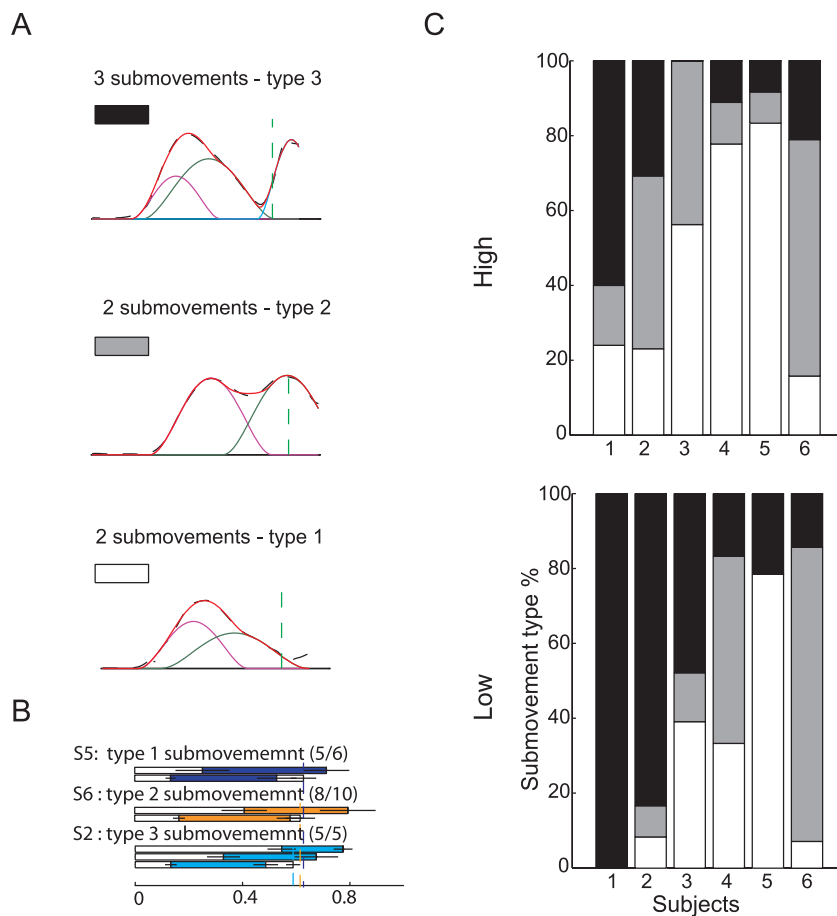 A
3 submovements - type 3
2 submovements - type 2
2 submovements - type 1
B
S5: type 1 submovememnt (5/6)
S6: type 2 submovememnt (8/10)
S2 : type 3 submovememnt (5/5)
0 0.4 0.8
C
High
100
80
60
40
20
0
1 2 3 4 5 6
Low
Submovement type %
100
80
60
40
20
0
1 2 3 4 5 6
Subjects